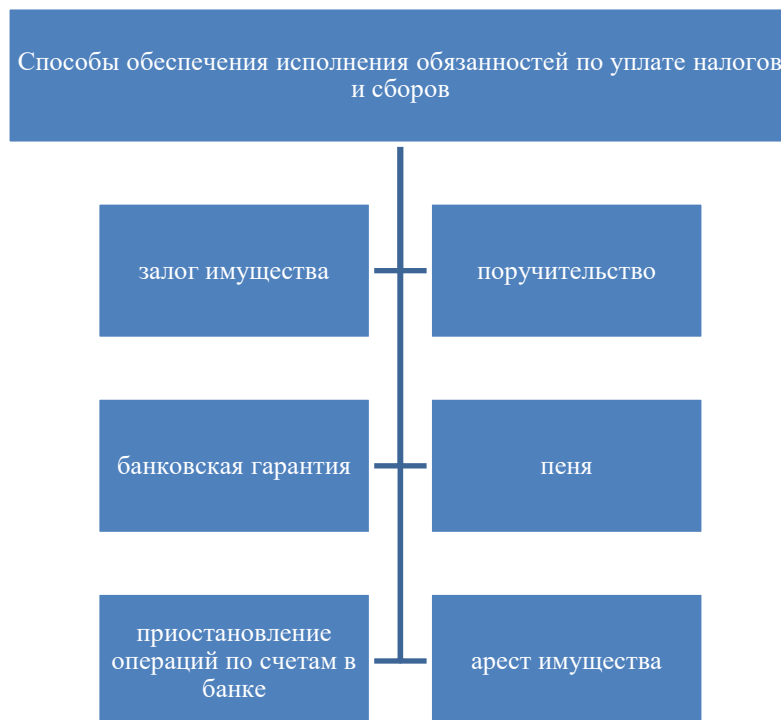 Способы обеспечения исполнения обязанностей по уплате налогов
и сборов
залог имущества
поручительство
банковская гарантия
пеня
приостановление
операций по счетам в
банке
арест имущества